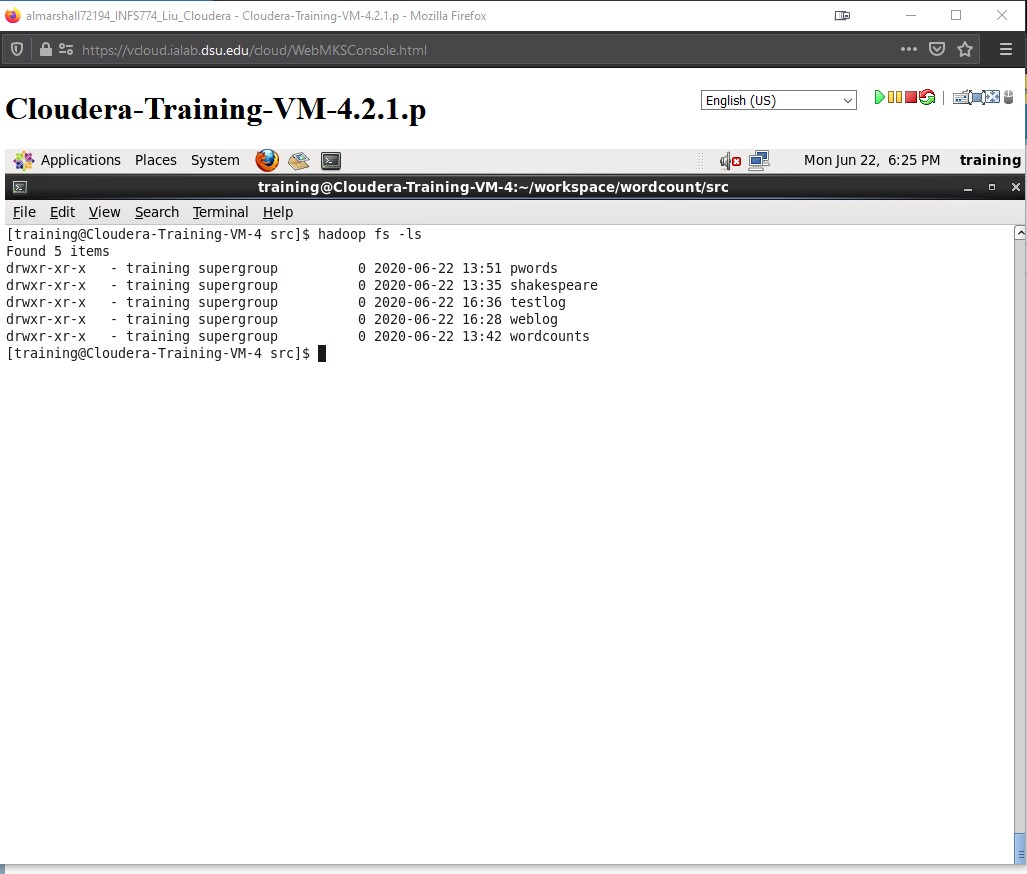 almarshall72194_INFS774_Liu_Cloudera - Cloudera-Training-VM-4.2.1.p - Mozilla Firefox
https://vcloud.ialab.dsu.edu/cloud/WebMKSConsole.html
Cloudera-Training-VM-4.2.1.p
English (US)
Applications Places System
Mon Jun 22, 6:25 PM training
training@Cloudera-Training-VM-4:~/workspace/wordcount/src
File Edit View Search Terminal Help
[training@Cloudera-Training-VM-4 src]$ hadoop fs -ls
Found 5 items
drwxr-xr-x   - training supergroup          0 2020-06-22 13:51 pwords
drwxr-xr-x   - training supergroup          0 2020-06-22 13:35 shakespeare
drwxr-xr-x   - training supergroup          0 2020-06-22 16:36 testlog
drwxr-xr-x   - training supergroup          0 2020-06-22 16:28 weblog
drwxr-xr-x   - training supergroup          0 2020-06-22 13:42 wordcounts
[training@Cloudera-Training-VM-4 src]$